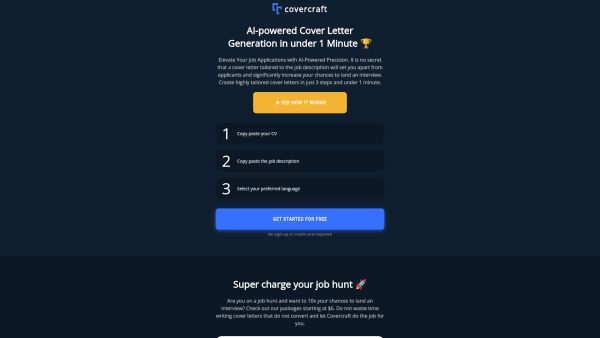 covercraft
AI-powered Cover Letter
Generation in under 1 Minute 🏆
Elevate Your Job Applications with AI-Powered Precision. It is no secret
that a cover letter tailored to the job description will set you apart from
applicants and significantly increase your chances to land an interview.
Create highly tailored cover letters in just 3 steps and under 1 minute.
▷ SEE HOW IT WORKS
1 Copy paste your CV
2 Copy paste the job description
3 Select your preferred language
GET STARTED FOR FREE
No sign up or credit card required
Super charge your job hunt 🚀
Are you on a job hunt and want to 10x your chances to land an
interview? Check out our packages starting at $6. Do not waste time
writing cover letters that do not convert and let Covercraft do the job for
you.